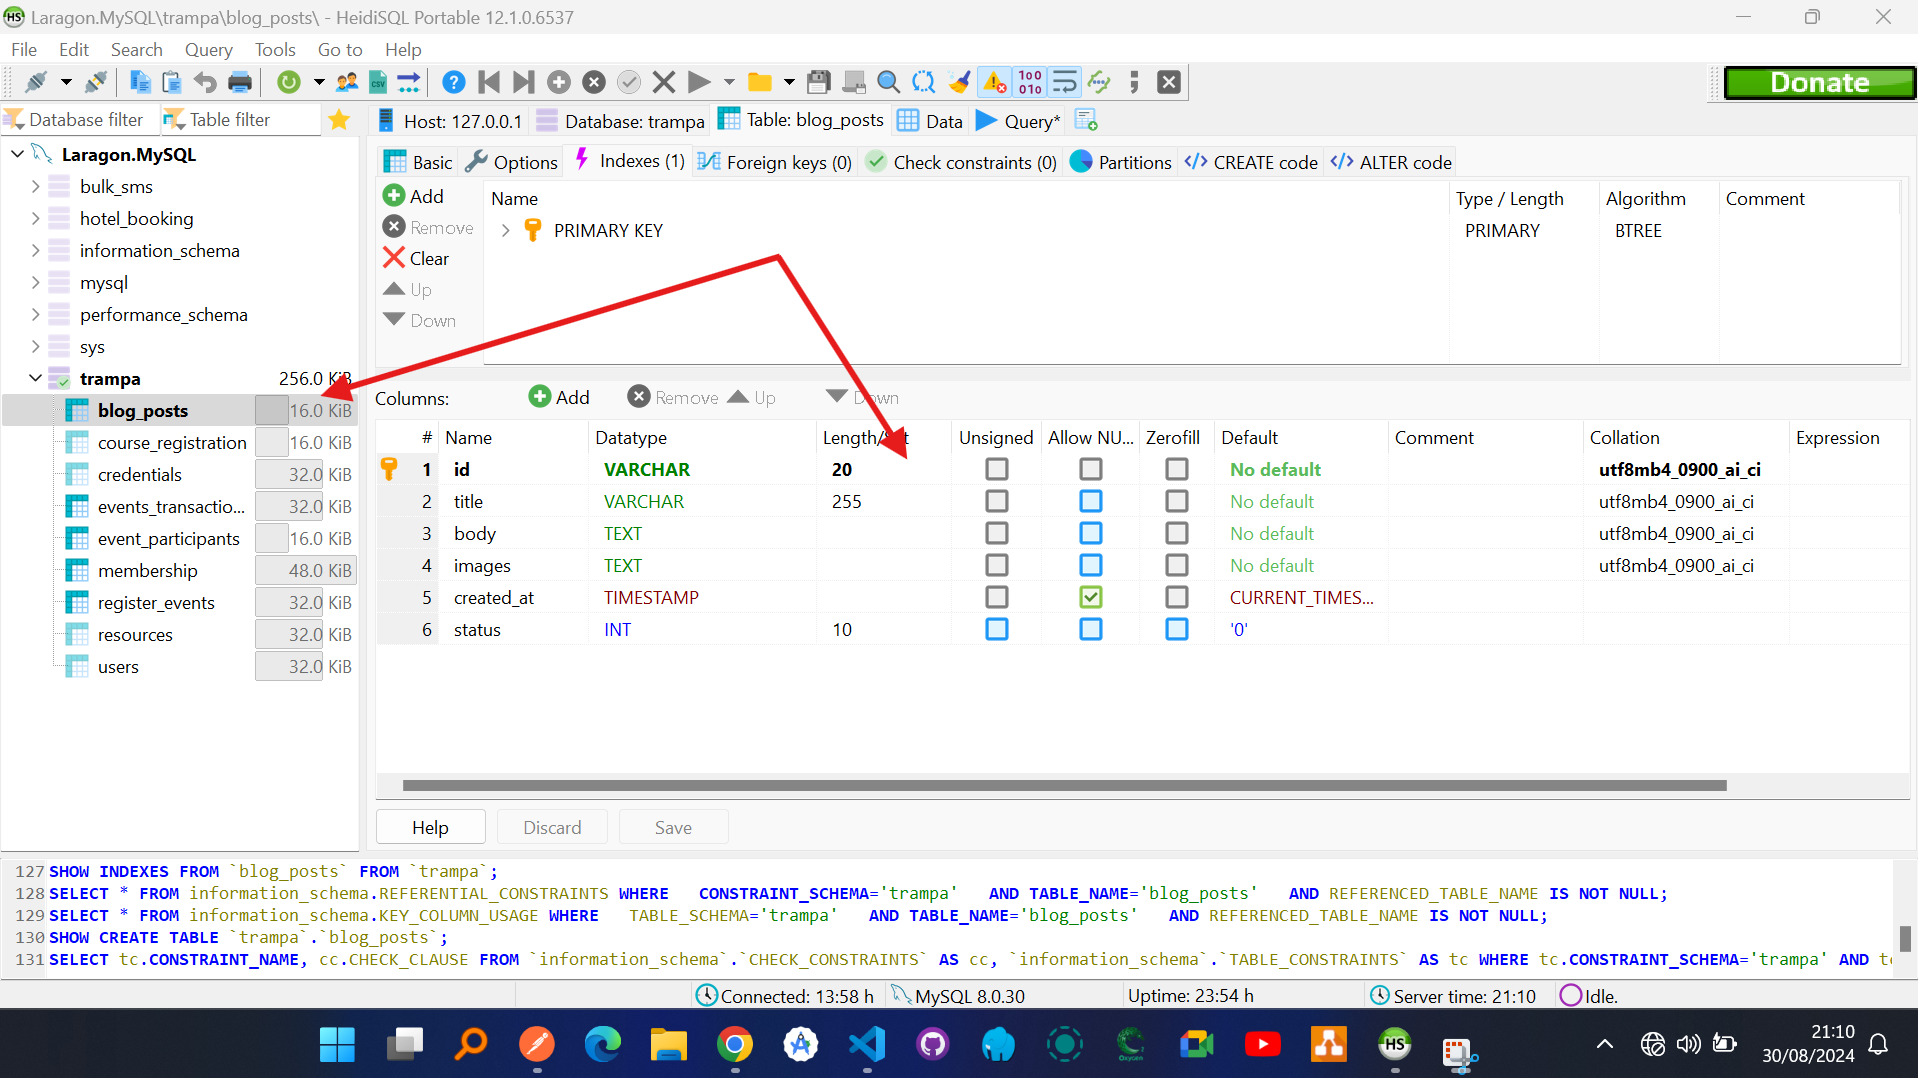 HS Laragon.MySQL\trampa\blog_posts\ - HeidiSQL Portable 12.1.0.6537
File Edit Search Query Tools Go to Help
Donate
Database filter Table filter
Host: 127.0.0.1 Database: trampa Table: blog_posts Data Query*
Laragon.MySQL
bulk_sms
hotel_booking
information_schema
mysql
performance_schema
sys
trampa 256.0 KiB
blog_posts 16.0 KiB
course_registration 16.0 KiB
credentials 32.0 KiB
events_transactio... 32.0 KiB
event_participants 16.0 KiB
membership 48.0 KiB
register_events 32.0 KiB
resources 32.0 KiB
users 32.0 KiB
Basic Options Indexes (1) Foreign keys (0) Check constraints (0) Partitions CREATE code ALTER code
Add
Remove
Clear
Up
Down
Name Type / Length Algorithm Comment
PRIMARY KEY PRIMARY BTREE
Columns: Add Remove Up Down
# Name Datatype Length/Set Unsigned Allow NU... Zerofill Default Comment Collation Expression
1 id VARCHAR 20 No default utf8mb4_0900_ai_ci
2 title VARCHAR 255 No default utf8mb4_0900_ai_ci
3 body TEXT No default utf8mb4_0900_ai_ci
4 images TEXT No default utf8mb4_0900_ai_ci
5 created_at TIMESTAMP CURRENT_TIMES...
6 status INT 10 '0'
Help Discard Save
127 SHOW INDEXES FROM `blog_posts` FROM `trampa`;
128 SELECT * FROM information_schema.REFERENTIAL_CONSTRAINTS WHERE CONSTRAINT_SCHEMA='trampa' AND TABLE_NAME='blog_posts' AND REFERENCED_TABLE_NAME IS NOT NULL;
129 SELECT * FROM information_schema.KEY_COLUMN_USAGE WHERE TABLE_SCHEMA='trampa' AND TABLE_NAME='blog_posts' AND REFERENCED_TABLE_NAME IS NOT NULL;
130 SHOW CREATE TABLE `trampa`.`blog_posts`;
131 SELECT tc.CONSTRAINT_NAME, cc.CHECK_CLAUSE FROM `information_schema`.`CHECK_CONSTRAINTS` AS cc, `information_schema`.`TABLE_CONSTRAINTS` AS tc WHERE tc.CONSTRAINT_SCHEMA='trampa' AND
Connected: 13:58 h MySQL 8.0.30 Uptime: 23:54 h Server time: 21:10 Idle.
Oxygen HS 21:10
30/08/2024